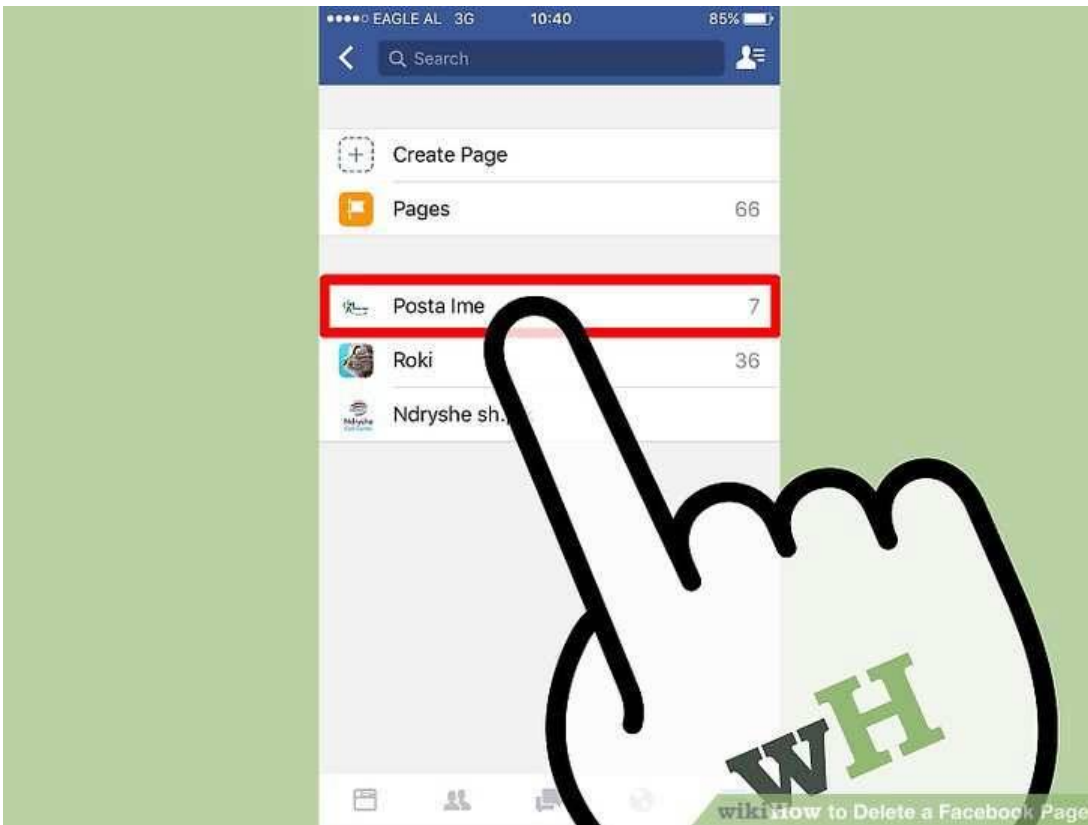 EAGLE AL 3G 10:40 85%
Search
Create Page
Pages 66
Posta Ime 7
Roki 36
Ndryshe sh.
Ndryshe
WH
wikiHow to Delete a Facebook Page